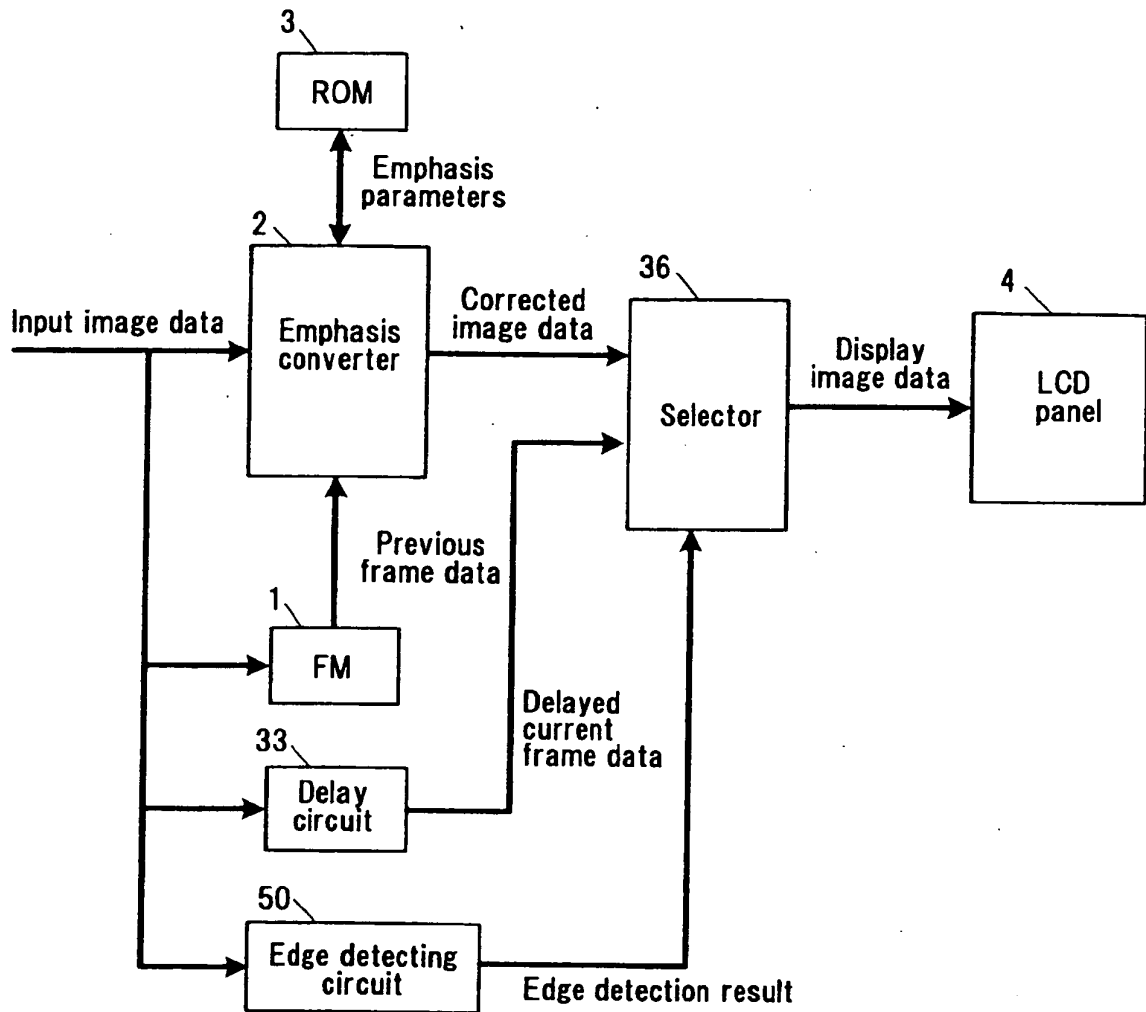 3
ROM
Emphasis
parameters
2
36
4
Input image data
Emphasis
converter
Corrected
image data
Selector
Display
image data
LCD
panel
Previous
frame data
1
FM
Delayed
current
frame data
33
Delay
circuit
50
Edge detecting
circuit
Edge detection result